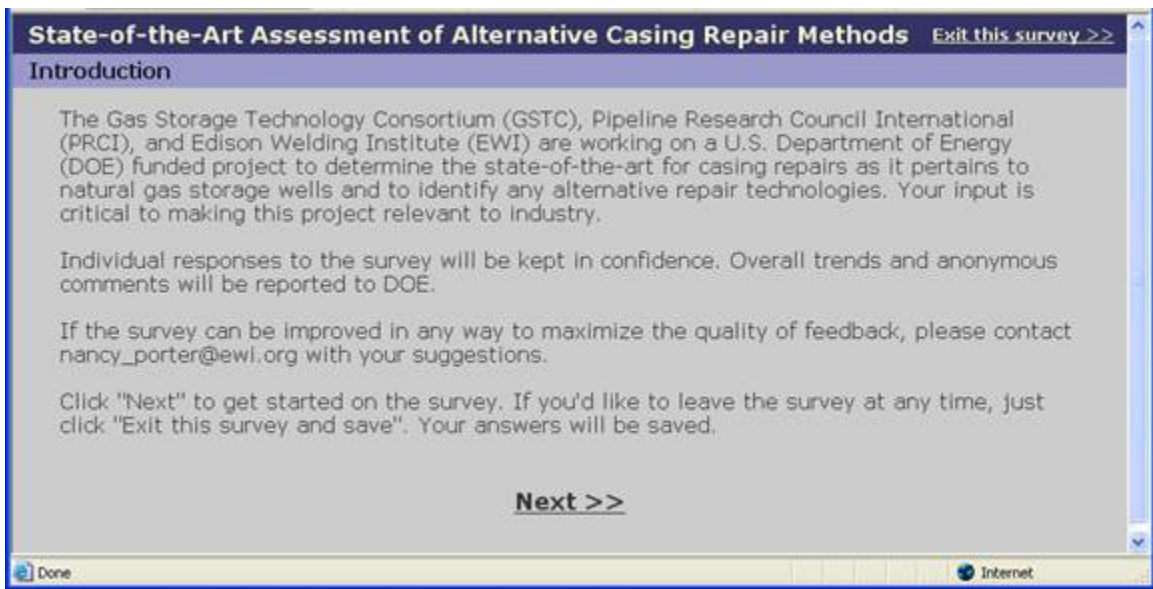 State-of-the-Art Assessment of Alternative Casing Repair Methods Exit this survey >>
Introduction
The Gas Storage Technology Consortium (GSTC), Pipeline Research Council International
(PRCI), and Edison Welding Institute (EWI) are working on a U.S. Department of Energy
(DOE) funded project to determine the state-of-the-art for casing repairs as it pertains to
natural gas storage wells and to identify any alternative repair technologies. Your input is
critical to making this project relevant to industry.
Individual responses to the survey will be kept in confidence. Overall trends and anonymous
comments will be reported to DOE.
If the survey can be improved in any way to maximize the quality of feedback, please contact
nancy_porter@ewi.org with your suggestions.
Click "Next" to get started on the survey. If you'd like to leave the survey at any time, just
click "Exit this survey and save". Your answers will be saved.
Next >>
Done Internet